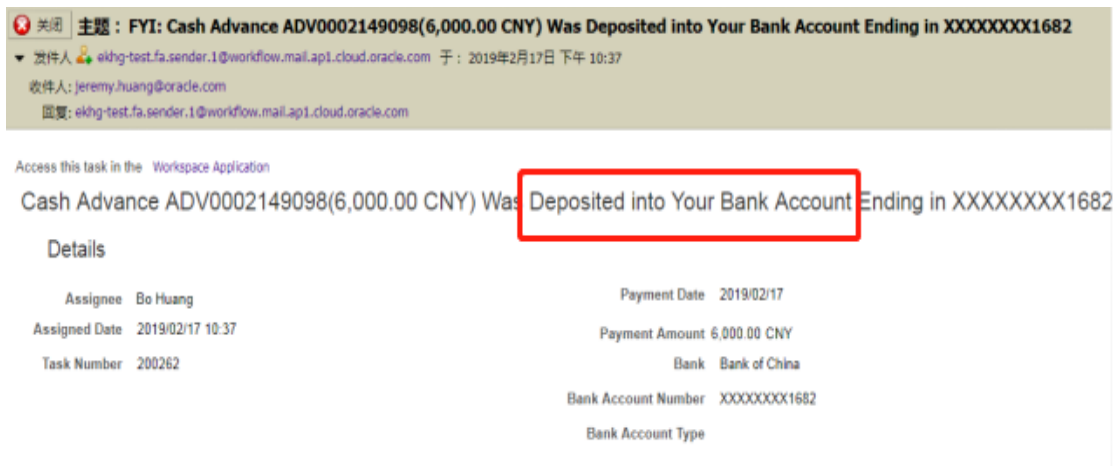 关闭 主题： FYI: Cash Advance ADV0002149098(6,000.00 CNY) Was Deposited into Your Bank Account Ending in XXXXXXXX1682
发件人 ekhg-test.fa.sender.1@workflow.mail.ap1.cloud.oracle.com 于： 2019年2月17日 下午 10:37
收件人: jeremy.huang@oracle.com
回复: ekhg-test.fa.sender.1@workflow.mail.ap1.cloud.oracle.com
Access this task in the Workspace Application
Cash Advance ADV0002149098(6,000.00 CNY) Was Deposited into Your Bank Account Ending in XXXXXXXX1682
Details
Assignee Bo Huang
Assigned Date 2019/02/17 10:37
Task Number 200262
Payment Date 2019/02/17
Payment Amount 6,000.00 CNY
Bank Bank of China
Bank Account Number XXXXXXXX1682
Bank Account Type